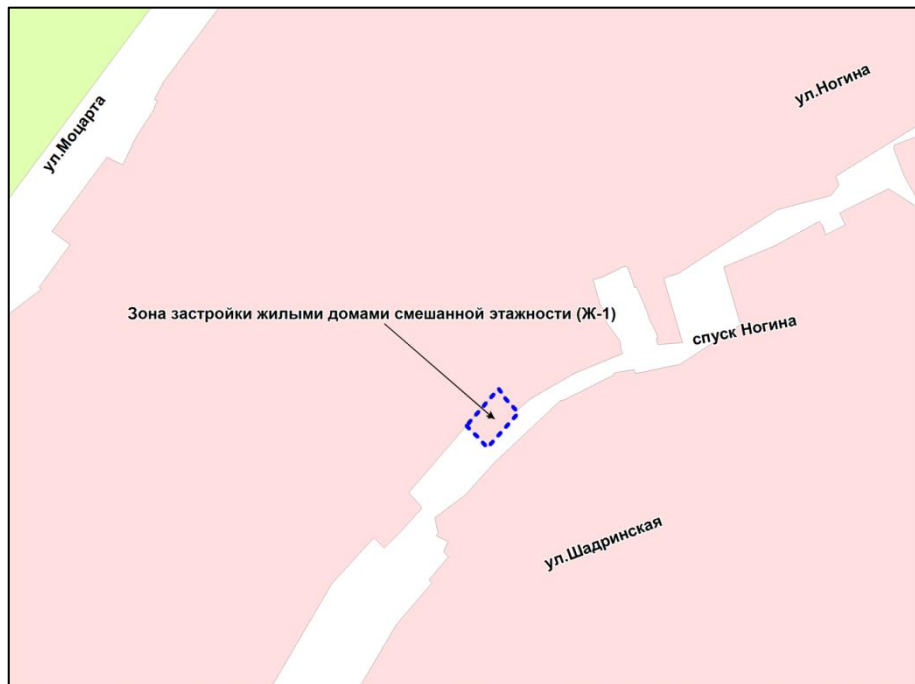 ул.Ногина
ул.Моцарта
Зона застройки жилыми домами смешанной этажности (Ж-1)
спуск Ногина
ул.Шадринская